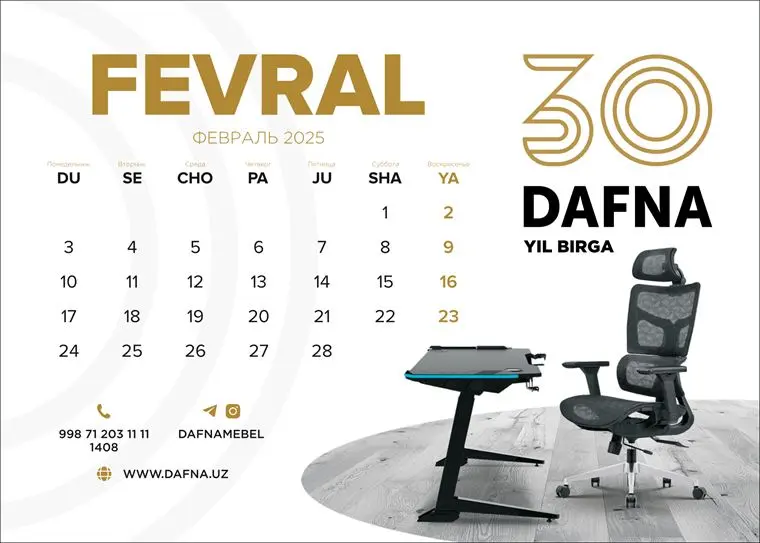 FEVRAL
ФЕВРАЛЬ 2025
Понедельник Вторник Среда Четверг Пятница Суббота Воскресенье
DU SE CHO PA JU SHA YA
1 2
3 4 5 6 7 8 9
10 11 12 13 14 15 16
17 18 19 20 21 22 23
24 25 26 27 28
998 71 203 11 11
1408
DAFNAMEBEL
WWW.DAFNA.UZ
30
DAFNA
YIL BIRGA